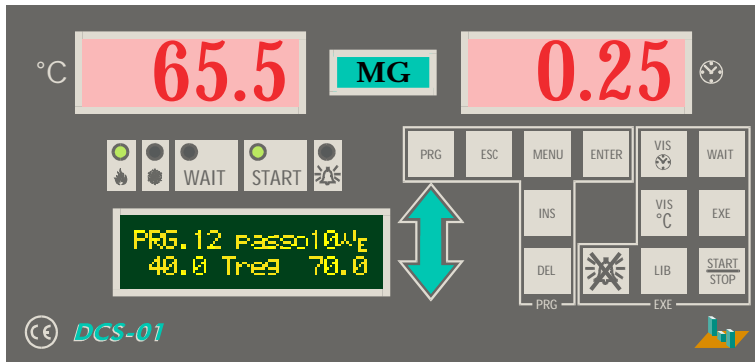 °C 65.5 MG 0.25
WAIT START
PRG ESC MENU ENTER VIS WAIT
INS VIS °C EXE
DEL LIB START STOP
PRG EXE
PRG.12 passo10
40.0 Treg 70.0
CE DCS-01